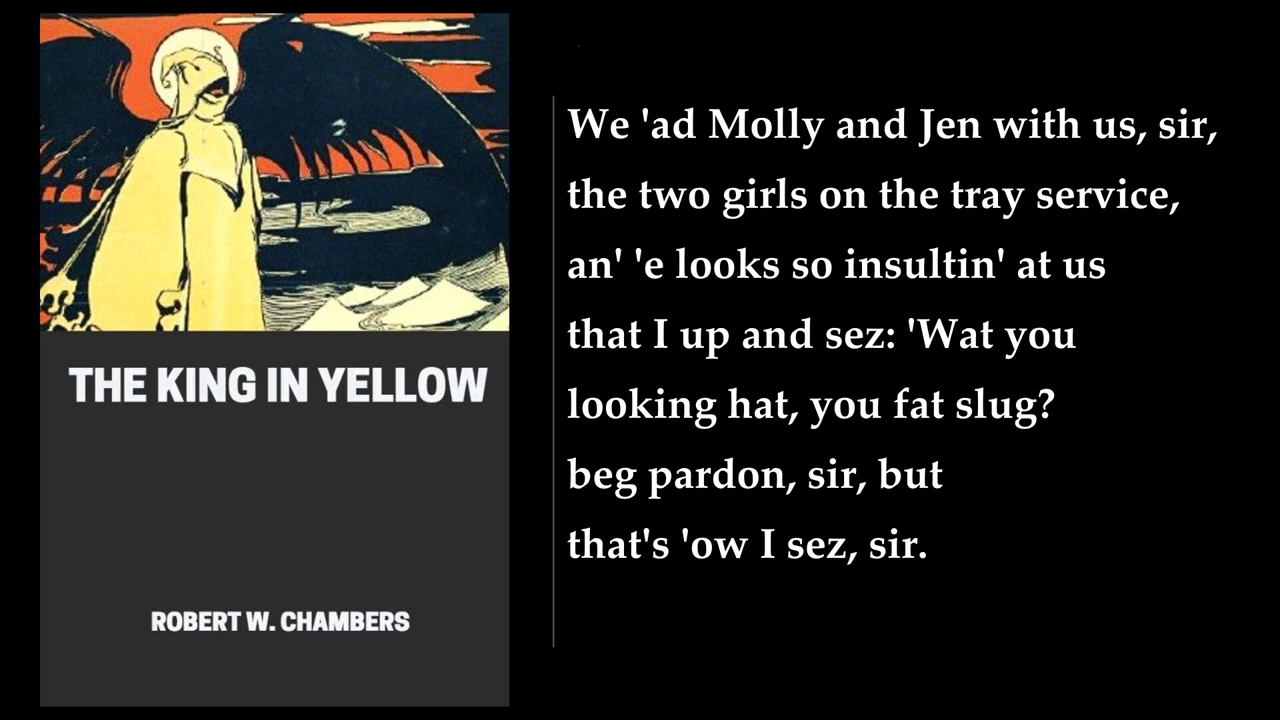 THE KING IN YELLOW
ROBERT W. CHAMBERS
We 'ad Molly and Jen with us, sir,
the two girls on the tray service,
an' 'e looks so insultin' at us
that I up and sez: 'Wat you
looking hat, you fat slug?
beg pardon, sir, but
that's 'ow I sez, sir.